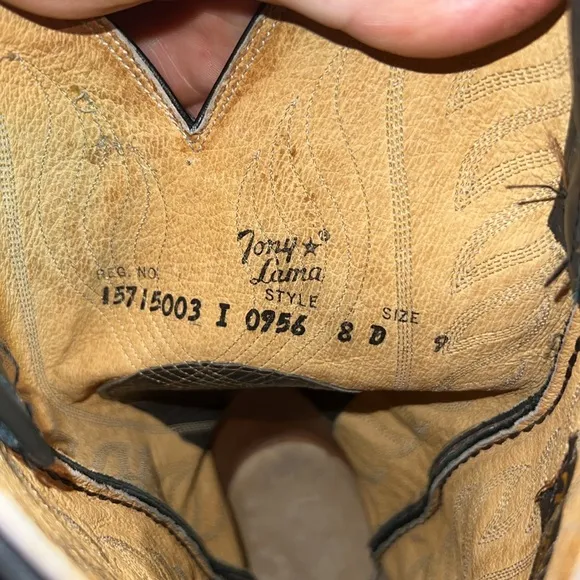 Tony ☆ ®
Lama
REG. NO. STYLE SIZE
15715003 I 0956 8 D 9